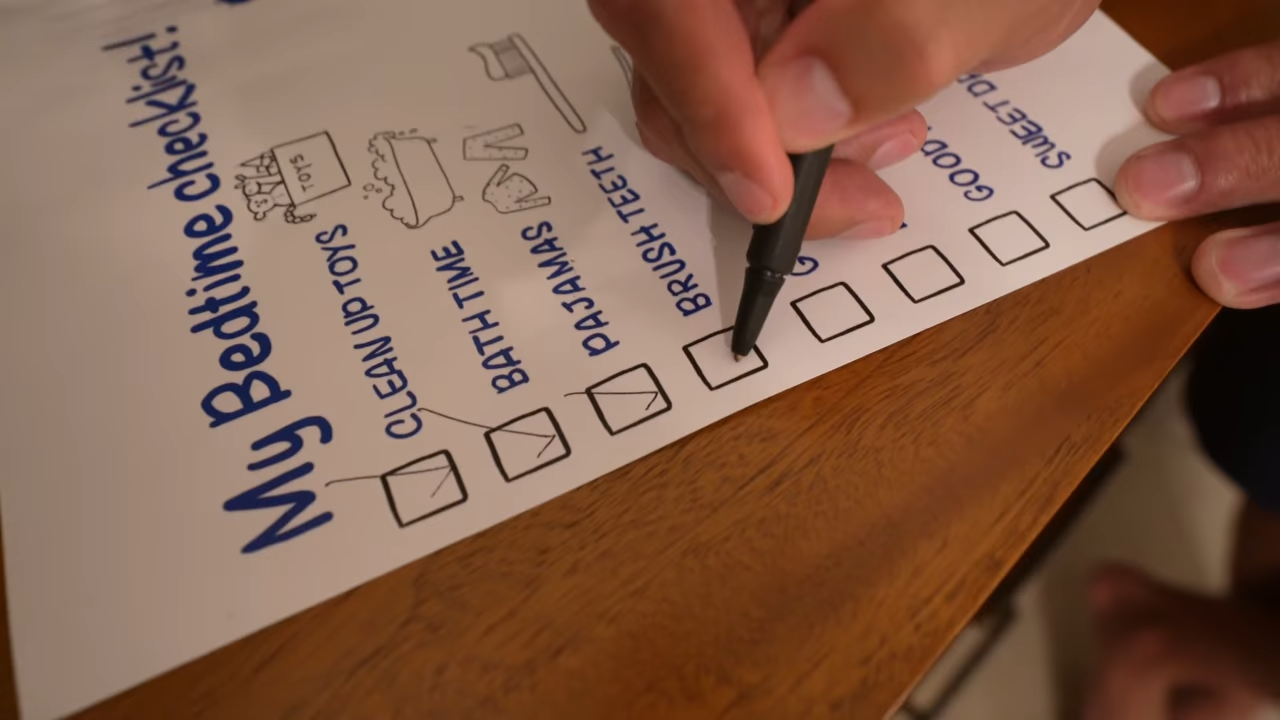 My Bedtime checklist!
CLEAN UP TOYS
TOYS
BATH TIME
PAJAMAS
BRUSH TEETH
G
GOOD
SWEET